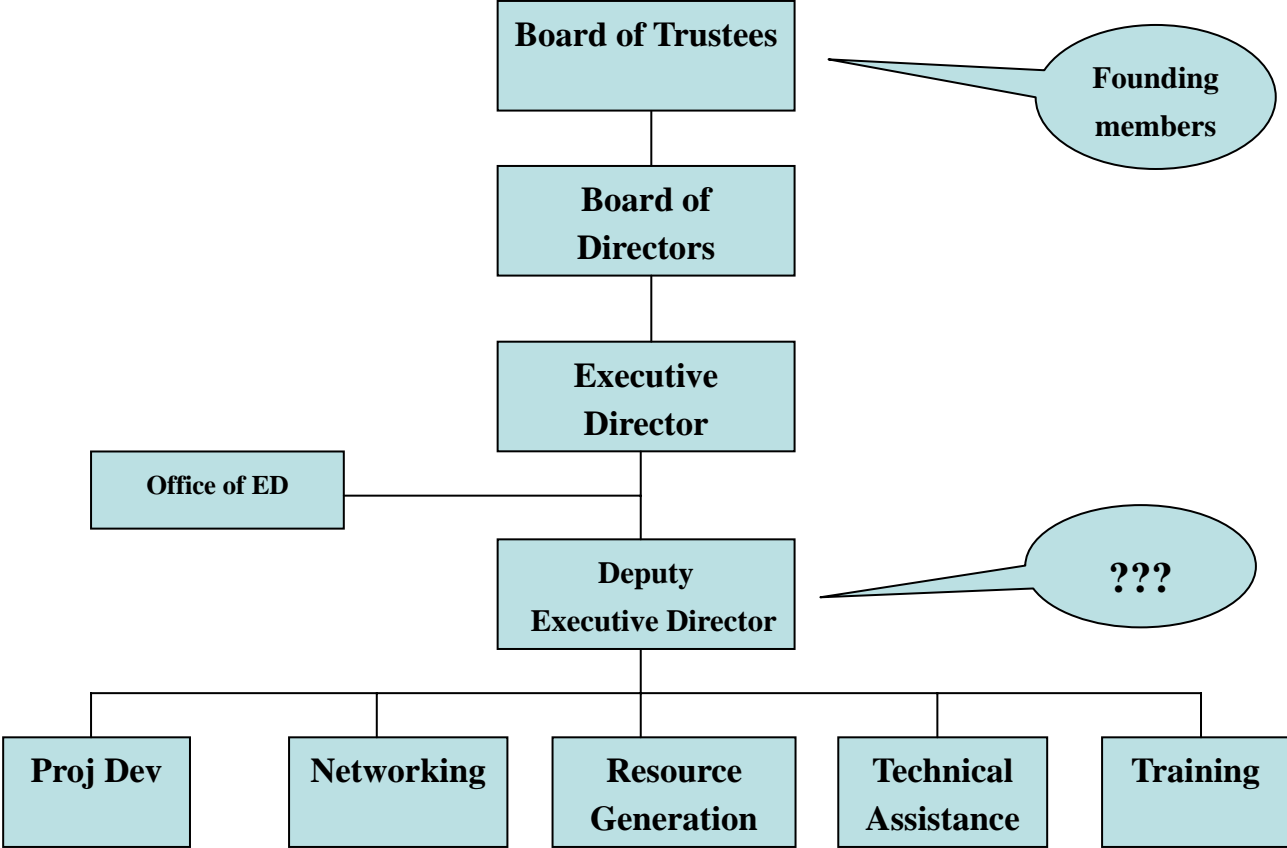 Board of Trustees
Founding
members
Board of
Directors
Executive
Director
Office of ED
Deputy
Executive Director
???
Proj Dev
Networking
Resource
Generation
Technical
Assistance
Training